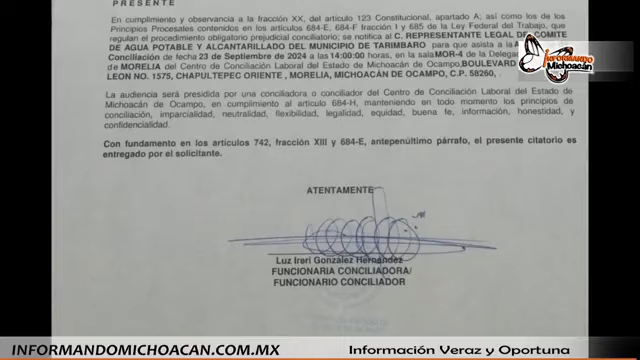 PRESENTE
En cumplimiento y observancia a la fracción XX, del artículo 123 Constitucional, apartado A; así como los de
Principios Procesales contenidos en los artículos 684-E, 684-F fracción I y 685 de la Ley Federal del Trabajo, que
regulan el procedimiento obligatorio prejudicial conciliatorio; se notifica al C. REPRESENTANTE LEGAL DE COMITE
DE AGUA POTABLE Y ALCANTARILLADO DEL MUNICIPIO DE TARIMBARO para que asista a la
Conciliación de fecha 23 de Septiembre de 2024 a las 14:00:00 horas, en la sala MOR-4 de la
de MORELIA del Centro de Conciliación Laboral del Estado de Michoacán de Ocampo, BOULEVARD
LEON NO. 1575, CHAPULTEPEC ORIENTE , MORELIA, MICHOACÁN DE OCAMPO, C.P. 58260, .
INFORMANDO
Michoacán
La audiencia será presidida por una conciliadora o conciliador del Centro de Conciliación Laboral del Estado de
Michoacán de Ocampo, en cumplimiento al artículo 684-H, manteniendo en todo momento los principios de
conciliación, imparcialidad, neutralidad, flexibilidad, legalidad, equidad, buena fe, información, honestidad, y
confidencialidad.
Con fundamento en los artículos 742, fracción XIII y 684-E, antepenúltimo párrafo, el presente citatorio es
entregado por el solicitante.
ATENTAMENTE
Luz Ireri González Hernández
FUNCIONARIA CONCILIADORA/
FUNCIONARIO CONCILIADOR
INFORMANDOMICHOACAN.COM.MX
Información Veraz y Oportuna